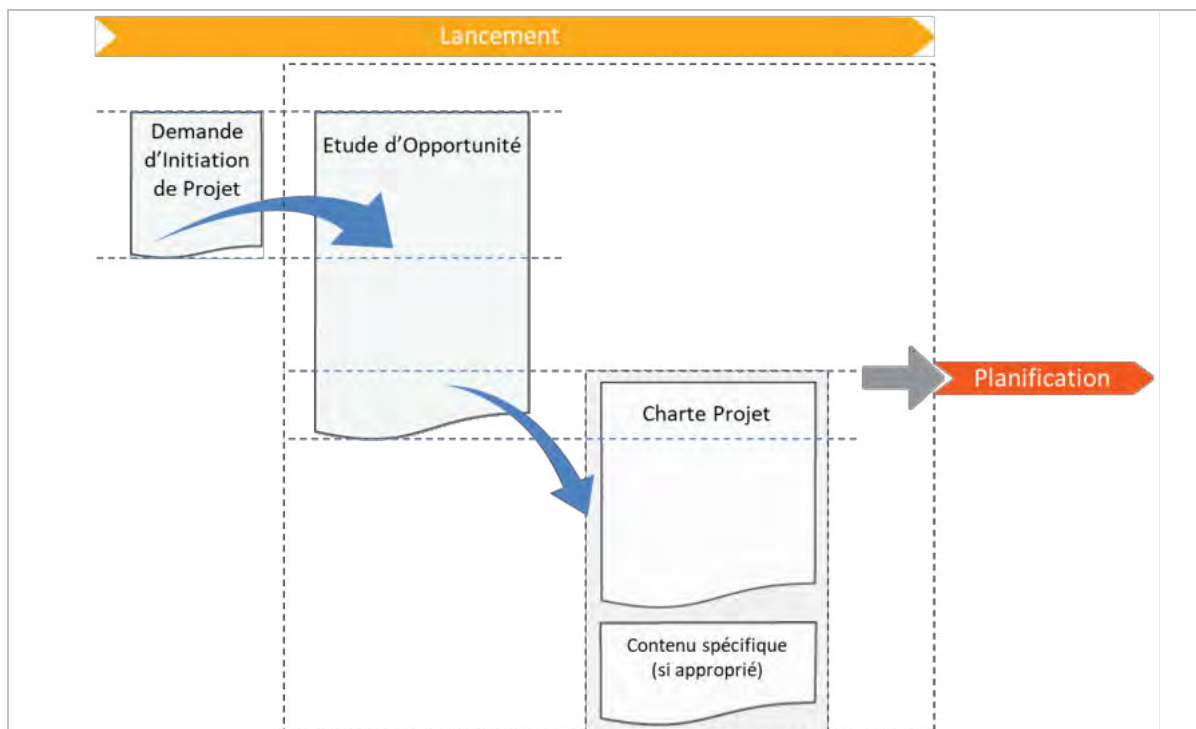 Lancement
Demande
d'Initiation
de Projet
Etude d'Opportunité
Planification
Charte Projet
Contenu spécifique
(si approprié)